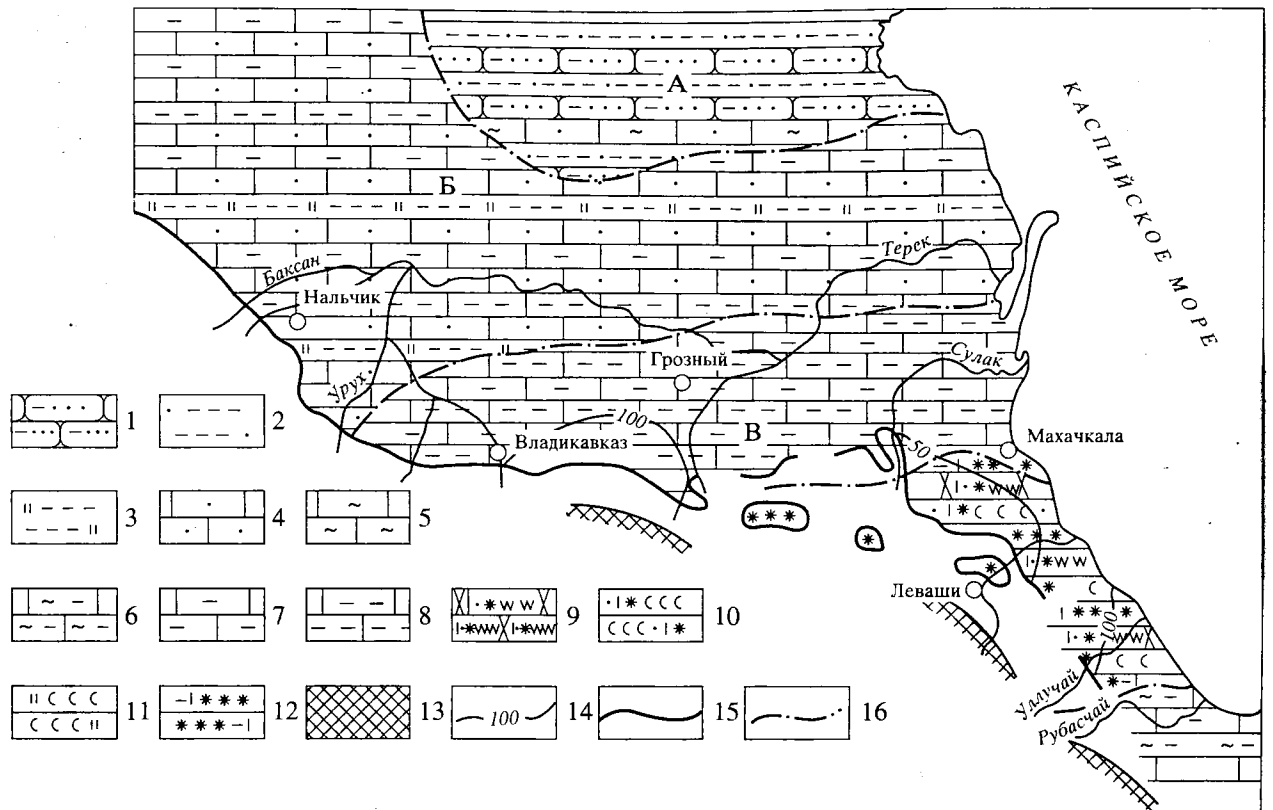 А
КАСПИЙСКОЕ МОРЕ
Б
Терек
Баксан
Нальчик
Грозный
Сулак
Урух
100
Владикавказ
В
50
Махачкала
Леваши
100
Уллучай
Рубасчай
1
2
3
4
5
6
7
8
9
10
11
12
13
100
14
15
16